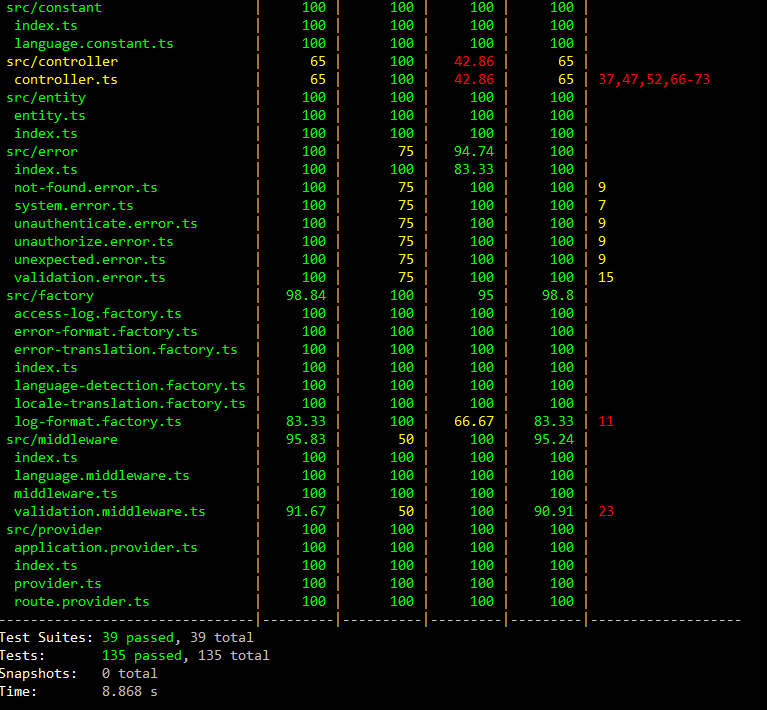 src/constant | 100 | 100 | 100 | 100 |
index.ts | 100 | 100 | 100 | 100 |
language.constant.ts | 100 | 100 | 100 | 100 |
src/controller | 65 | 100 | 42.86 | 65 |
controller.ts | 65 | 100 | 42.86 | 65 | 37,47,52,66-73
src/entity | 100 | 100 | 100 | 100 |
entity.ts | 100 | 100 | 100 | 100 |
index.ts | 100 | 100 | 100 | 100 |
src/error | 100 | 75 | 94.74 | 100 |
index.ts | 100 | 100 | 83.33 | 100 |
not-found.error.ts | 100 | 75 | 100 | 100 | 9
system.error.ts | 100 | 75 | 100 | 100 | 7
unauthenticate.error.ts | 100 | 75 | 100 | 100 | 9
unauthorize.error.ts | 100 | 75 | 100 | 100 | 9
unexpected.error.ts | 100 | 75 | 100 | 100 | 9
validation.error.ts | 100 | 75 | 100 | 100 | 15
src/factory | 98.84 | 100 | 95 | 98.8 |
access-log.factory.ts | 100 | 100 | 100 | 100 |
error-format.factory.ts | 100 | 100 | 100 | 100 |
error-translation.factory.ts | 100 | 100 | 100 | 100 |
index.ts | 100 | 100 | 100 | 100 |
language-detection.factory.ts | 100 | 100 | 100 | 100 |
locale-translation.factory.ts | 100 | 100 | 100 | 100 |
log-format.factory.ts | 83.33 | 100 | 66.67 | 83.33 | 11
src/middleware | 95.83 | 50 | 100 | 95.24 |
index.ts | 100 | 100 | 100 | 100 |
language.middleware.ts | 100 | 100 | 100 | 100 |
middleware.ts | 100 | 100 | 100 | 100 |
validation.middleware.ts | 91.67 | 50 | 100 | 90.91 | 23
src/provider | 100 | 100 | 100 | 100 |
application.provider.ts | 100 | 100 | 100 | 100 |
index.ts | 100 | 100 | 100 | 100 |
provider.ts | 100 | 100 | 100 | 100 |
route.provider.ts | 100 | 100 | 100 | 100 |
-------------------------------|---------|----------|---------|---------|-------------------
Test Suites: 39 passed, 39 total
Tests: 135 passed, 135 total
Snapshots: 0 total
Time: 8.868 s